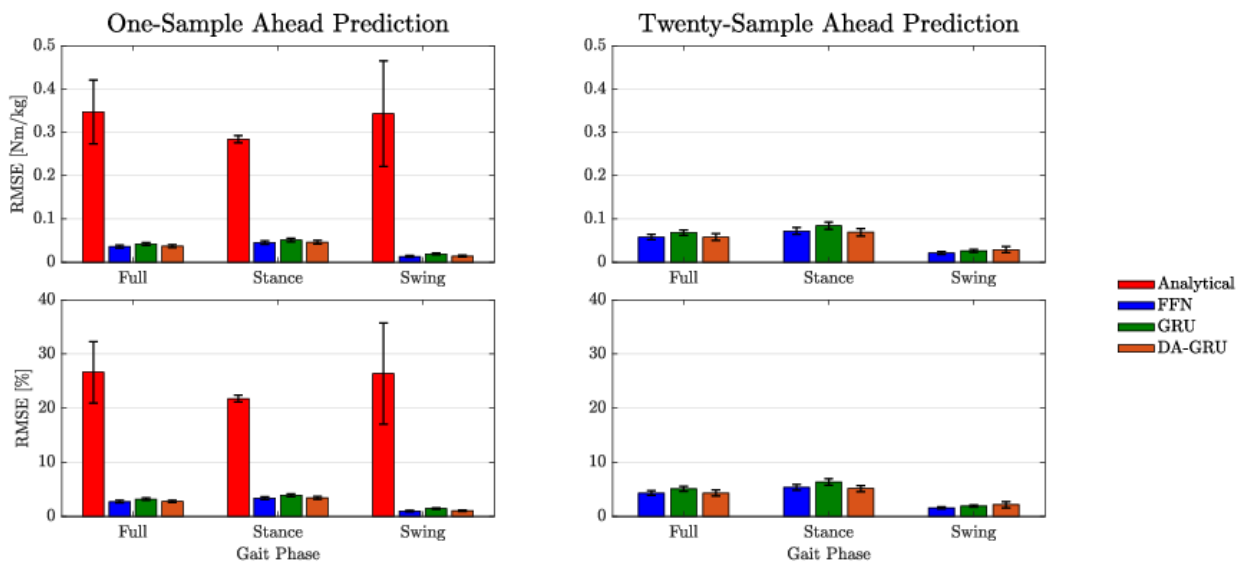 One-Sample Ahead Prediction
0.5
0.4
0.3
0.2
0.1
0
RMSE [Nm/kg]
Full Stance Swing
Twenty-Sample Ahead Prediction
0.5
0.4
0.3
0.2
0.1
0
Full Stance Swing
40
30
20
10
0
RMSE [%]
Full Stance Swing
Gait Phase
40
30
20
10
0
Full Stance Swing
Gait Phase
Analytical
FFN
GRU
DA-GRU